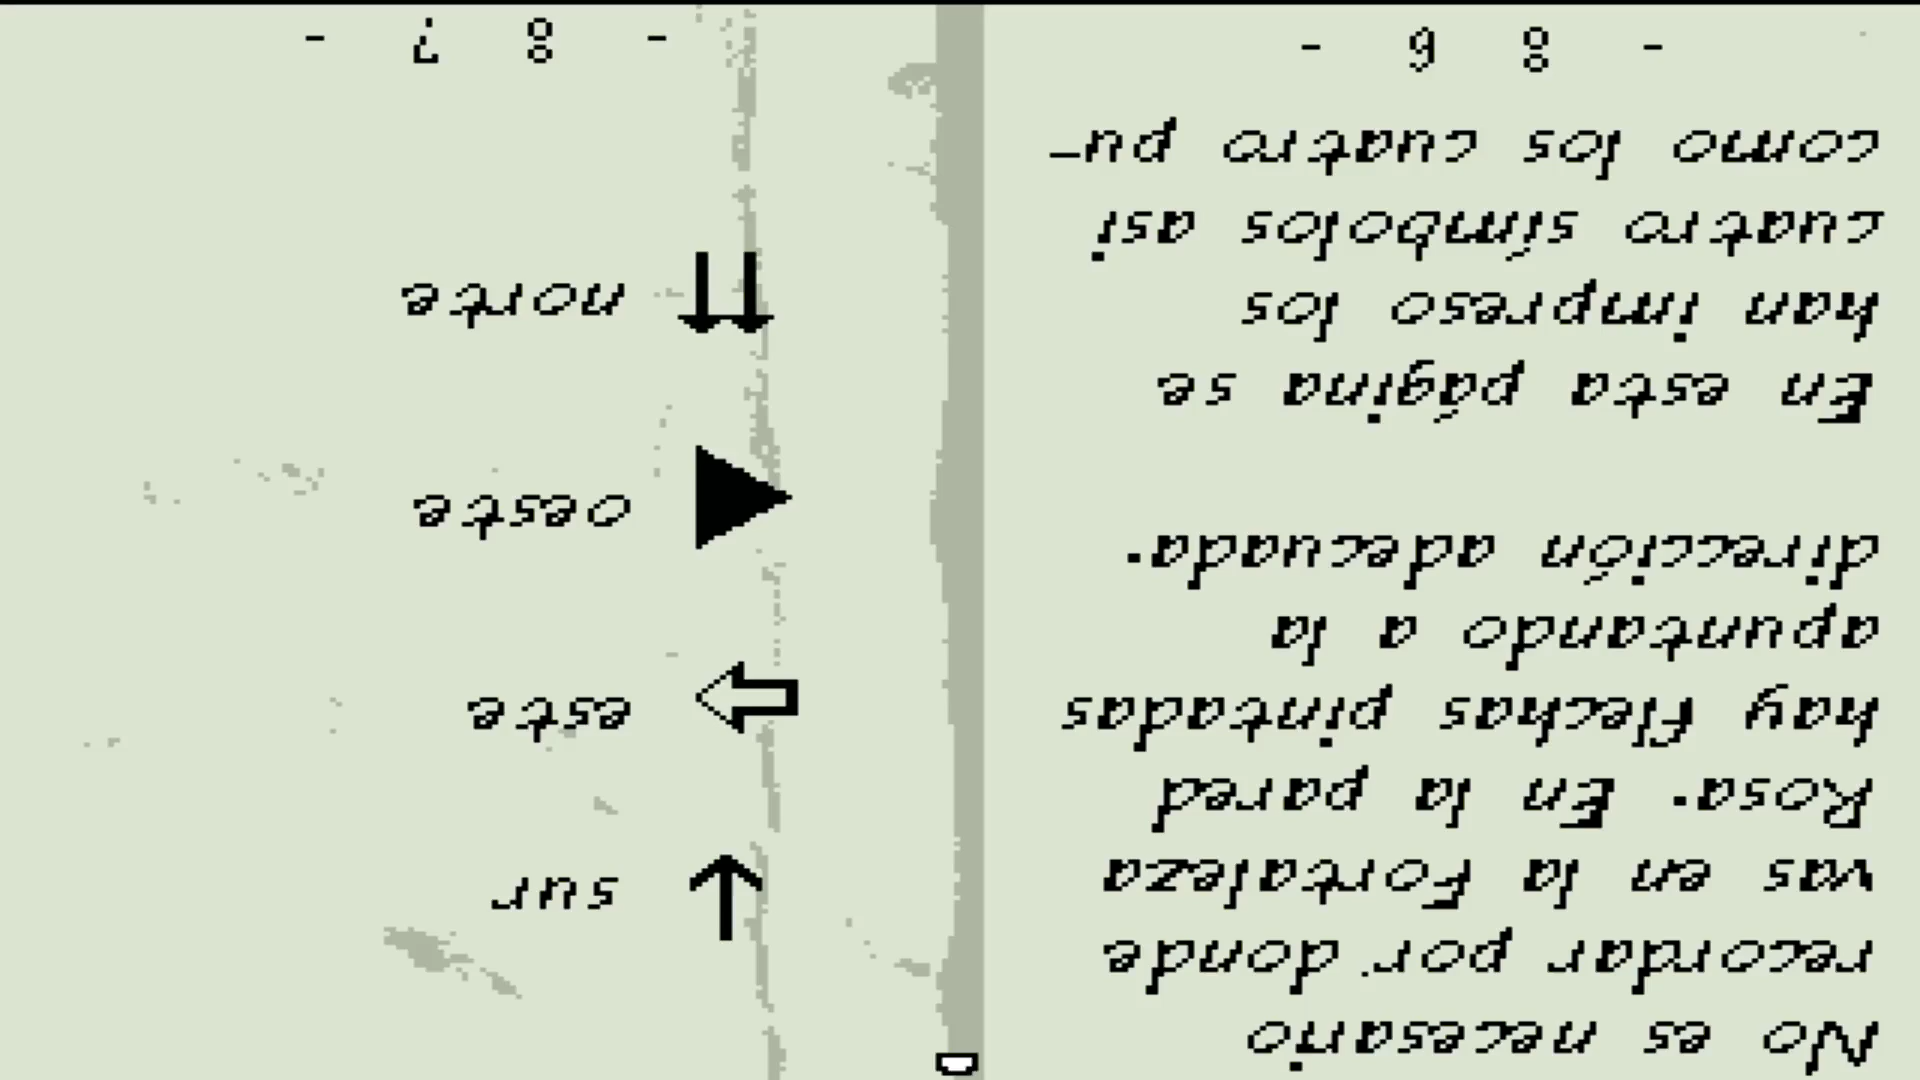 No es necesario
recordar por donde
vas en la Fortaleza
Rosa. En la pared
hay flechas pintadas
apuntando a la
dirección adecuada.
En esta página se
han impreso los
cuatro símbolos asi
como los cuatro pu-
- 8 6 -
sur
este
oeste
norte
- 8 7 -